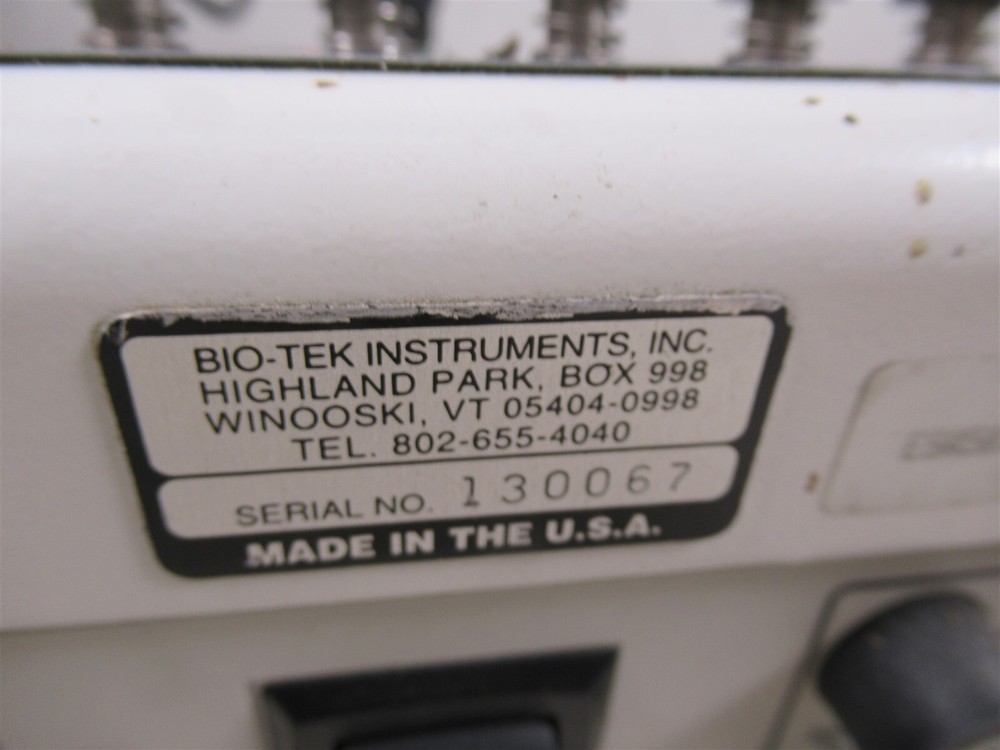 BIO-TEK INSTRUMENTS, INC.
HIGHLAND PARK, BOX 998
WINOOSKI, VT 05404-0998
TEL. 802-655-4040
SERIAL NO. 130067
MADE IN THE U.S.A.